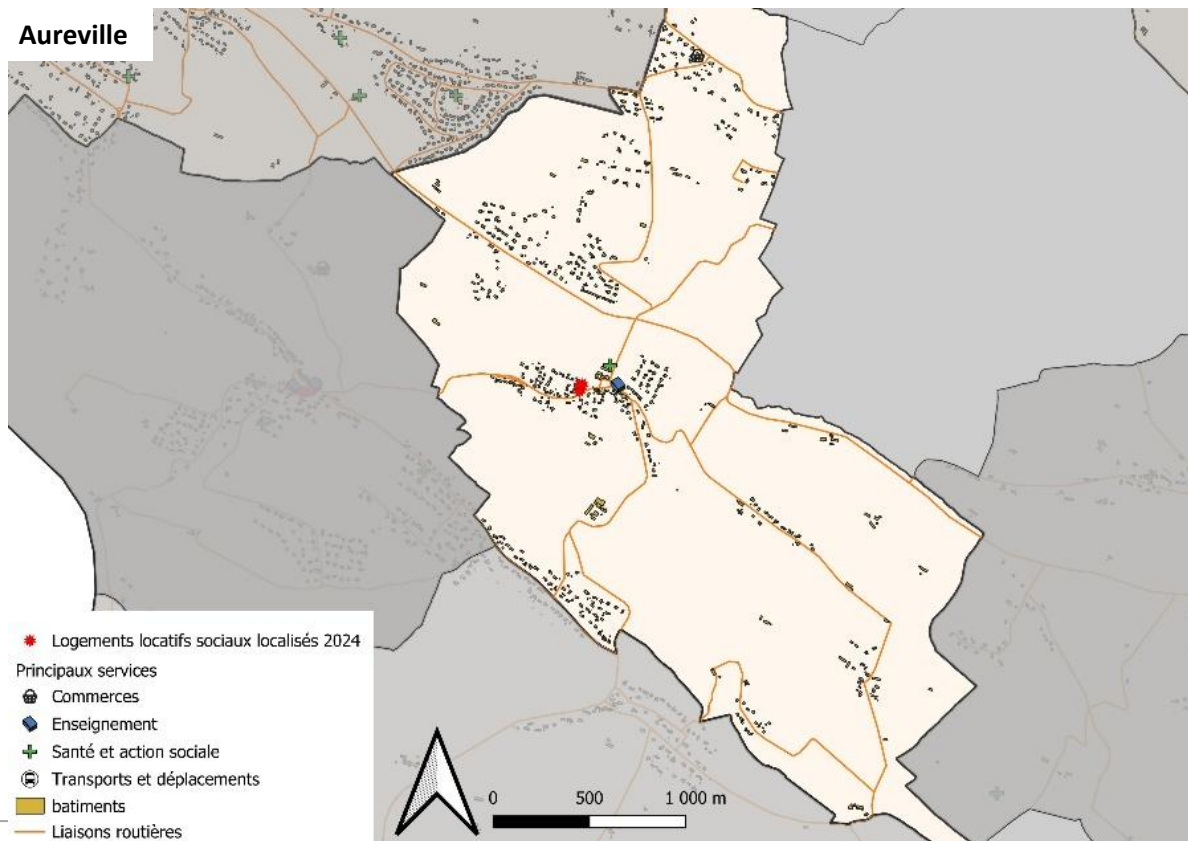 Aureville
Logements locatifs sociaux localisés 2024
Principaux services
Commerces
Enseignement
Santé et action sociale
Transports et déplacements
batiments
Liaisons routières
0 500 1 000 m